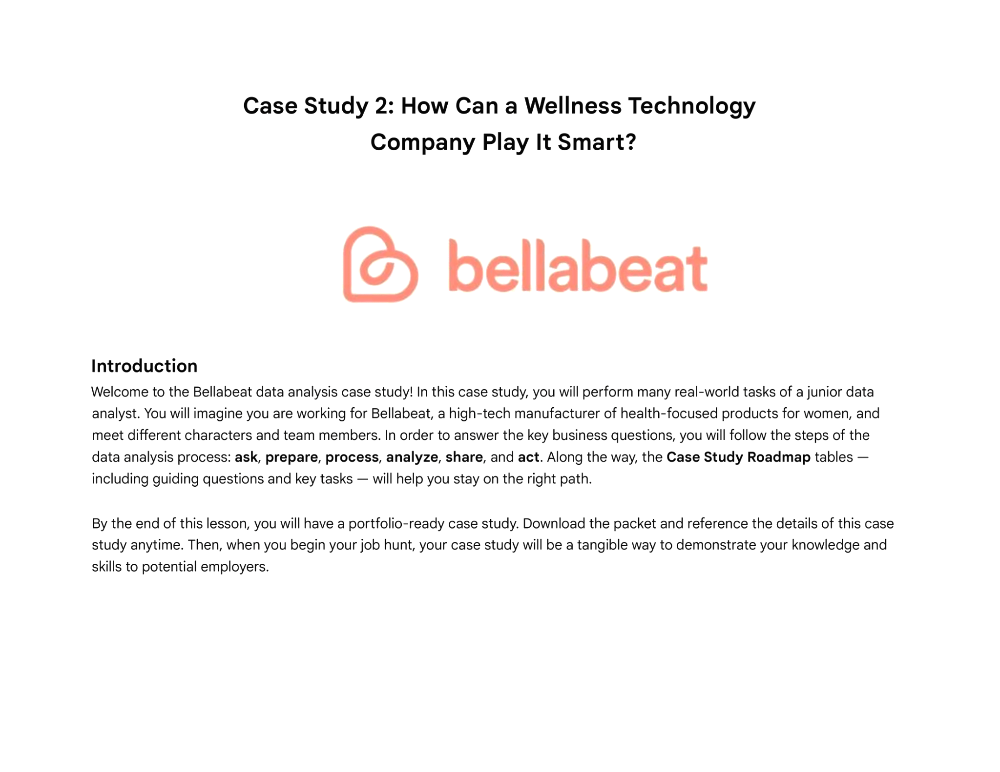 Case Study 2: How Can a Wellness Technology
Company Play It Smart?
bellabeat
Introduction
Welcome to the Bellabeat data analysis case study! In this case study, you will perform many real-world tasks of a junior data
analyst. You will imagine you are working for Bellabeat, a high-tech manufacturer of health-focused products for women, and
meet different characters and team members. In order to answer the key business questions, you will follow the steps of the
data analysis process: ask, prepare, process, analyze, share, and act. Along the way, the Case Study Roadmap tables —
including guiding questions and key tasks — will help you stay on the right path.
By the end of this lesson, you will have a portfolio-ready case study. Download the packet and reference the details of this case
study anytime. Then, when you begin your job hunt, your case study will be a tangible way to demonstrate your knowledge and
skills to potential employers.